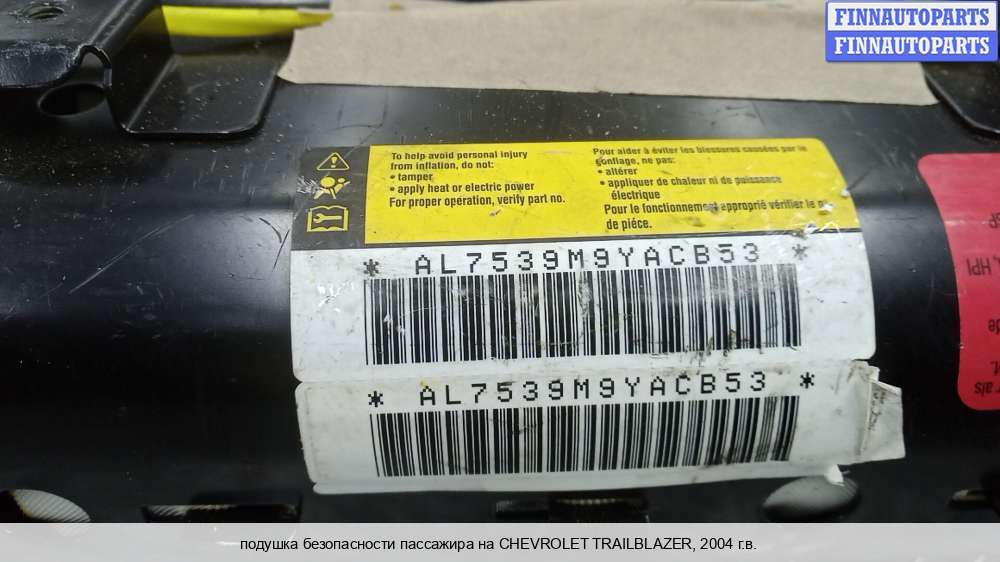 FINNAUTOPARTS
FINNAUTOPARTS
To help avoid personal injury
from inflation, do not:
• tamper
• apply heat or electric power
For proper operation, verify part no.
Pour aider à éviter les blessures causées par le
gonflage, ne pas:
• altérer
• appliquer de chaleur ni de puissance
électrique
Pour le fonctionnement approprié vérifier le
de piéce.
* AL7539M9YACB53 *
* AL7539M9YACB53 *
HPI
als
подушка безопасности пассажира на CHEVROLET TRAILBLAZER, 2004 г.в.